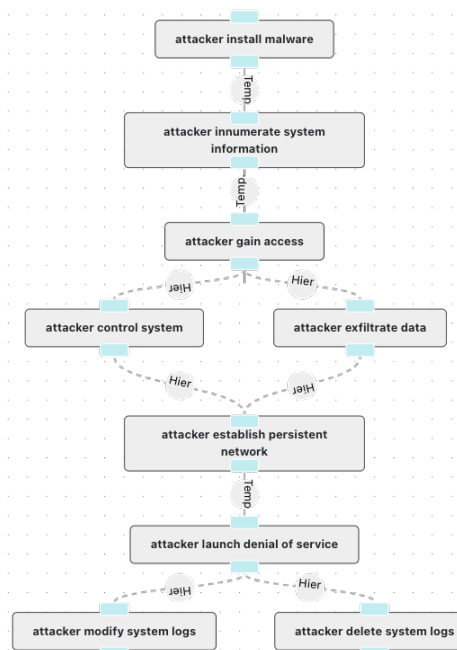 attacker install malware
Temp
attacker innumerate system
information
Temp
attacker gain access
Hier
Hier
attacker control system
attacker exfiltrate data
Hier
Hier
attacker establish persistent
network
Temp
attacker launch denial of service
Hier
Hier
attacker modify system logs
attacker delete system logs